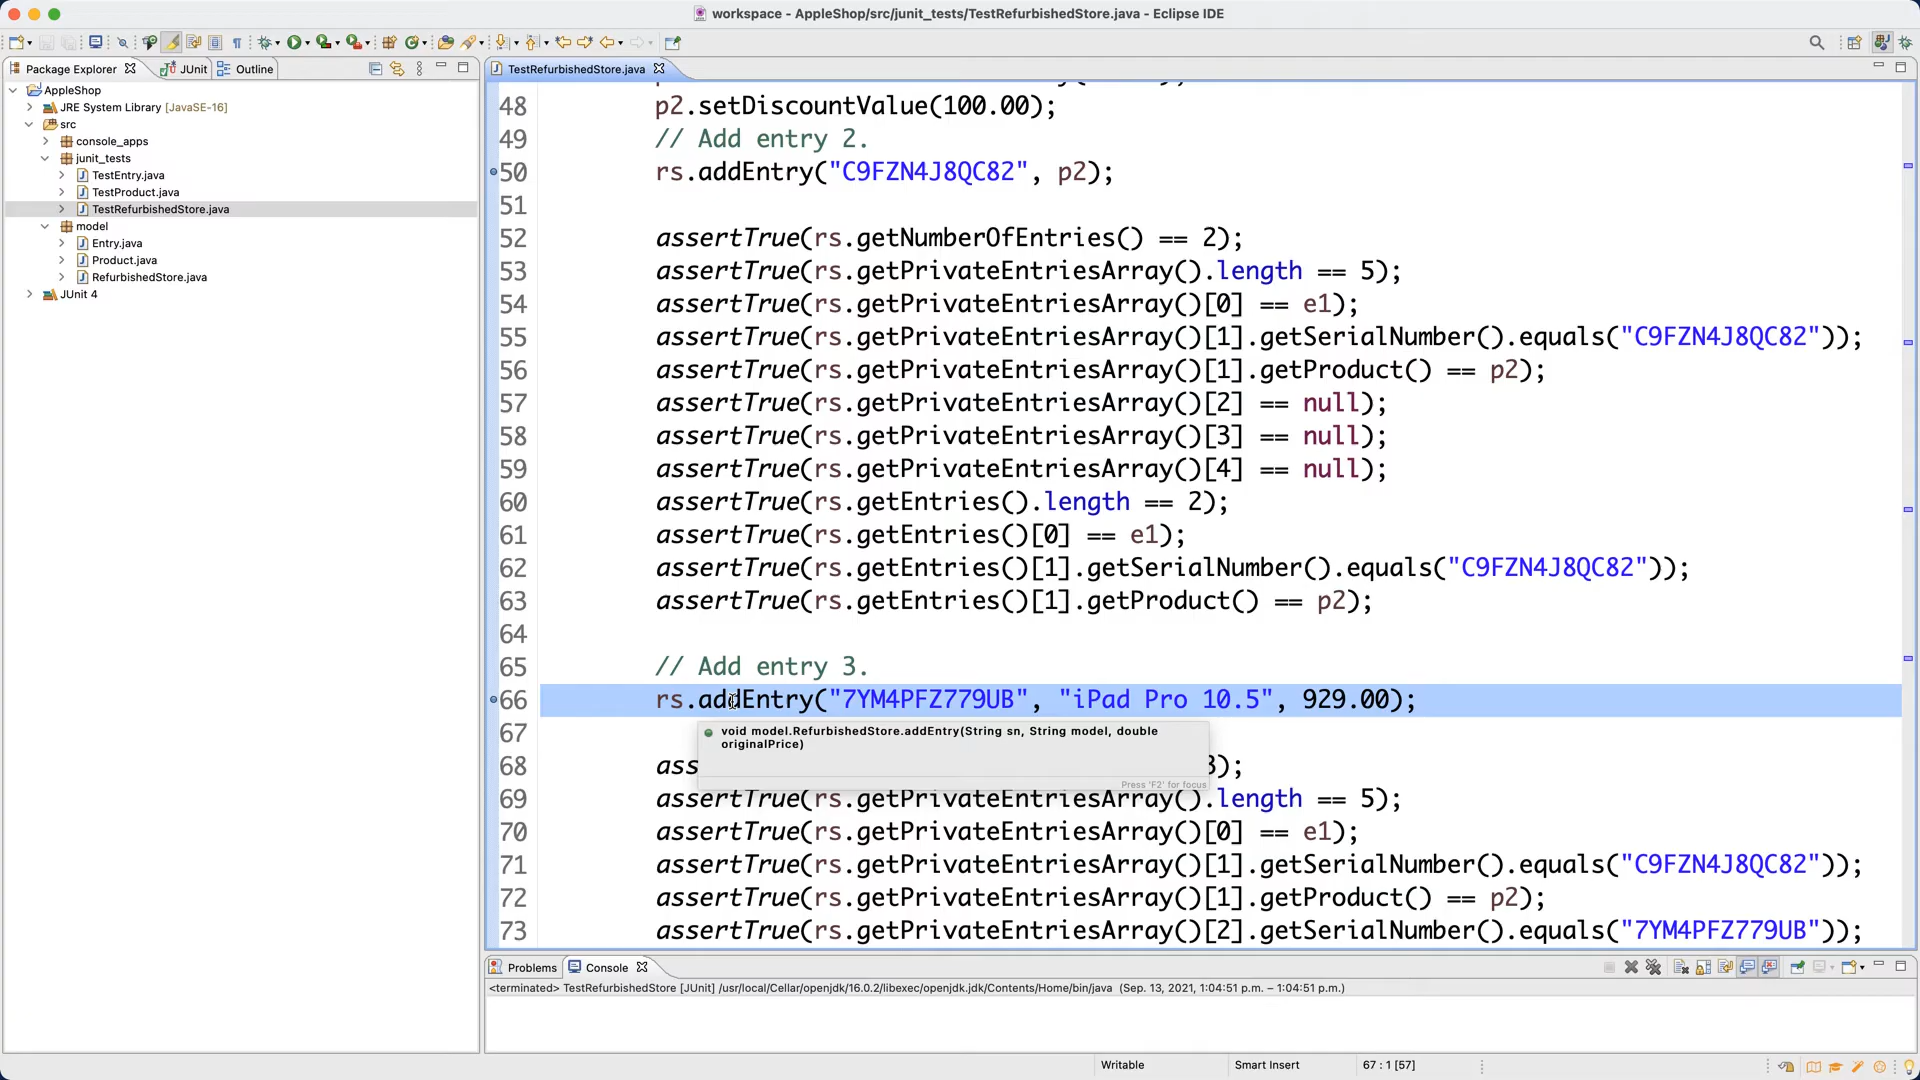 workspace - AppleShop/src/junit_tests/TestRefurbishedStore.java - Eclipse IDE
Package Explorer
JUnit
Outline
AppleShop
JRE System Library [JavaSE-16]
src
console_apps
junit_tests
TestEntry.java
TestProduct.java
TestRefurbishedStore.java
model
Entry.java
Product.java
RefurbishedStore.java
JUnit 4
TestRefurbishedStore.java
48 p2.setDiscountValue(100.00);
49 // Add entry 2.
50 rs.addEntry("C9FZN4J8QC82", p2);
51
52 assertTrue(rs.getNumberOfEntries() == 2);
53 assertTrue(rs.getPrivateEntriesArray().length == 5);
54 assertTrue(rs.getPrivateEntriesArray()[0] == e1);
55 assertTrue(rs.getPrivateEntriesArray()[1].getSerialNumber().equals("C9FZN4J8QC82"));
56 assertTrue(rs.getPrivateEntriesArray()[1].getProduct() == p2);
57 assertTrue(rs.getPrivateEntriesArray()[2] == null);
58 assertTrue(rs.getPrivateEntriesArray()[3] == null);
59 assertTrue(rs.getPrivateEntriesArray()[4] == null);
60 assertTrue(rs.getEntries().length == 2);
61 assertTrue(rs.getEntries()[0] == e1);
62 assertTrue(rs.getEntries()[1].getSerialNumber().equals("C9FZN4J8QC82"));
63 assertTrue(rs.getEntries()[1].getProduct() == p2);
64
65 // Add entry 3.
66 rs.addEntry("7YM4PFZ779UB", "iPad Pro 10.5", 929.00);
67
void model.RefurbishedStore.addEntry(String sn, String model, double
originalPrice)
Press 'F2' for focus
68 ass 3);
69 assertTrue(rs.getPrivateEntriesArray().length == 5);
70 assertTrue(rs.getPrivateEntriesArray()[0] == e1);
71 assertTrue(rs.getPrivateEntriesArray()[1].getSerialNumber().equals("C9FZN4J8QC82"));
72 assertTrue(rs.getPrivateEntriesArray()[1].getProduct() == p2);
73 assertTrue(rs.getPrivateEntriesArray()[2].getSerialNumber().equals("7YM4PFZ779UB"));
Problems
Console
<terminated> TestRefurbishedStore [JUnit] /usr/local/Cellar/openjdk/16.0.2/libexec/openjdk.jdk/Contents/Home/bin/java (Sep. 13, 2021, 1:04:51 p.m. – 1:04:51 p.m.)
Writable
Smart Insert
67 : 1 [57]